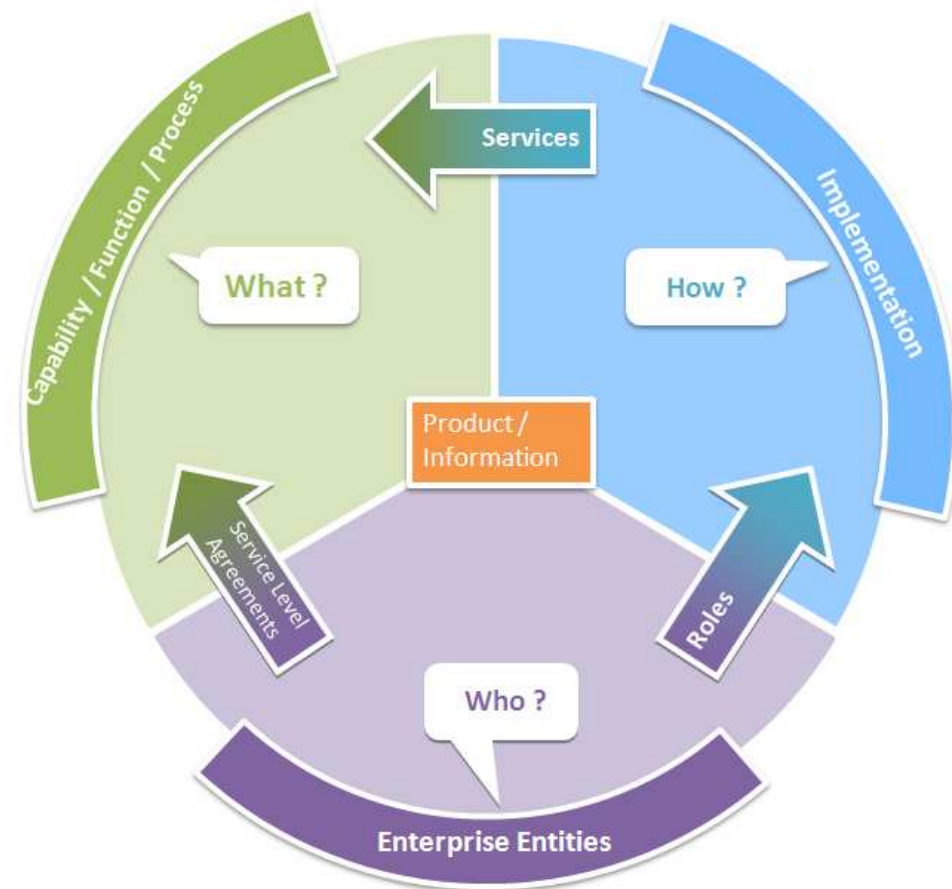 Services
Capability / Function / Process
Implementation
What ?
How ?
Product /
Information
Service Level
Agreements
Roles
Who ?
Enterprise Entities